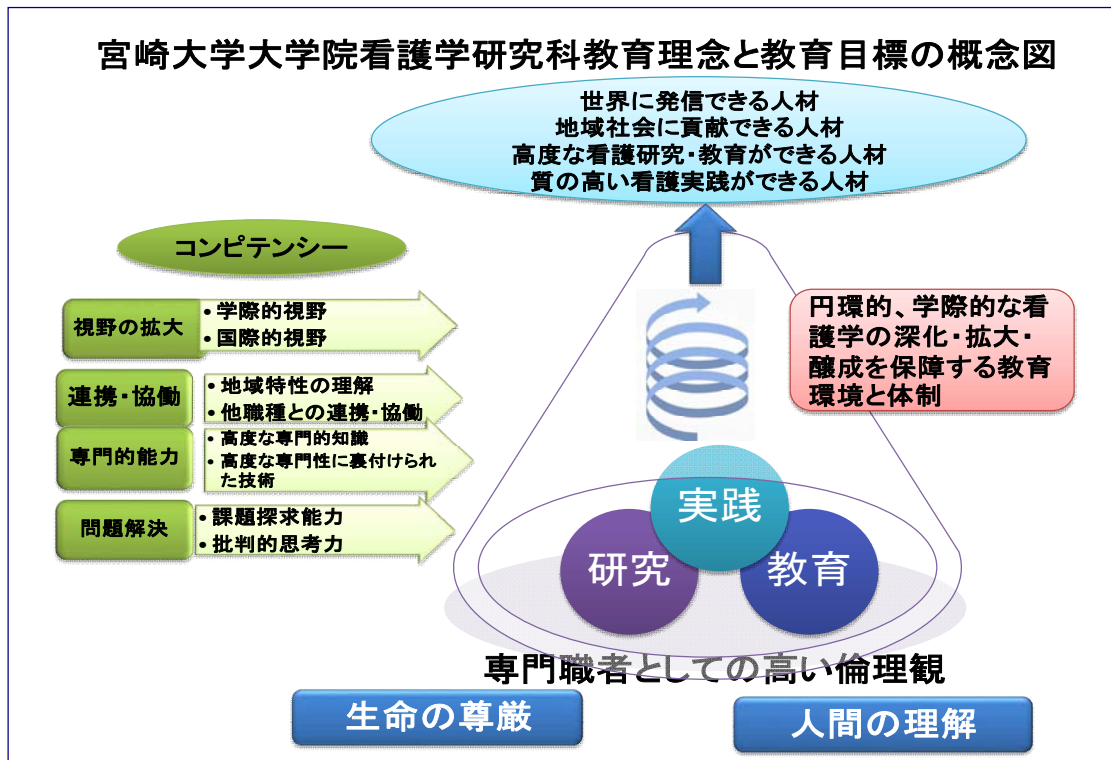 宮崎大学大学院看護学研究科教育理念と教育目標の概念図
世界に発信できる人材
地域社会に貢献できる人材
高度な看護研究・教育ができる人材
質の高い看護実践ができる人材
コンピテンシー
視野の拡大
• 学際的視野
• 国際的視野
連携・協働
• 地域特性の理解
• 他職種との連携・協働
専門的能力
• 高度な専門的知識
• 高度な専門性に裏付けられ
た技術
問題解決
• 課題探求能力
• 批判的思考力
円環的、学際的な看
護学の深化・拡大・
醸成を保障する教育
環境と体制
実践
研究
教育
専門職者としての高い倫理観
生命の尊厳
人間の理解